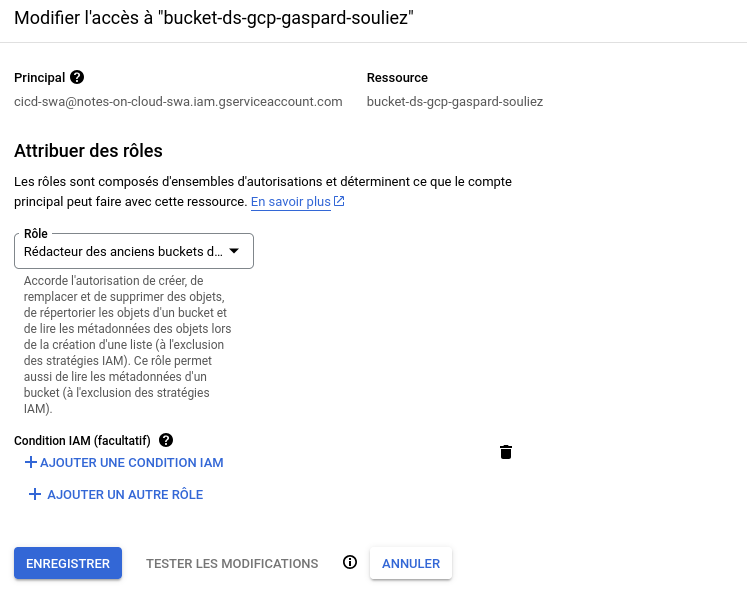 Modifier l'accès à "bucket-ds-gcp-gaspard-souliez"
Principal
Ressource
cicd-swa@notes-on-cloud-swa.iam.gserviceaccount.com
bucket-ds-gcp-gaspard-souliez
Attribuer des rôles
Les rôles sont composés d'ensembles d'autorisations et déterminent ce que le compte
principal peut faire avec cette ressource. En savoir plus
Rôle
Rédacteur des anciens buckets d...
Accorde l'autorisation de créer, de
remplacer et de supprimer des objets,
de répertorier les objets d'un bucket et
de lire les métadonnées des objets lors
de la création d'une liste (à l'exclusion
des stratégies IAM). Ce rôle permet
aussi de lire les métadonnées d'un
bucket (à l'exclusion des stratégies
IAM).
Condition IAM (facultatif)
+ AJOUTER UNE CONDITION IAM
+ AJOUTER UN AUTRE RÔLE
ENREGISTRER
TESTER LES MODIFICATIONS
ANNULER